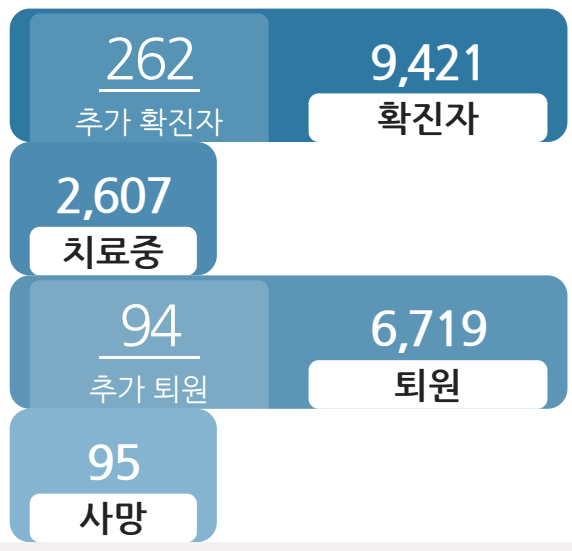 262
추가 확진자
9,421
확진자
2,607
치료중
94
추가 퇴원
6,719
퇴원
95
사망